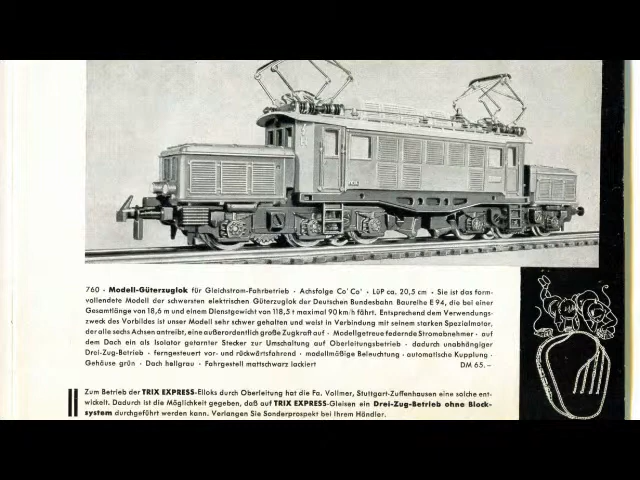 760 · Modell-Güterzuglok für Gleichstrom-Fahrbetrieb · Achsfolge Co' Co' · LüP ca. 20,5 cm · Sie ist das form-
vollendete Modell der schwersten elektrischen Güterzuglok der Deutschen Bundesbahn Baureihe E 94, die bei einer
Gesamtlänge von 18,6 m und einem Dienstgewicht von 118,5 t maximal 90 km/h fährt. Entsprechend dem Verwendungs-
zweck des Vorbildes ist unser Modell sehr schwer gehalten und weist in Verbindung mit seinem starken Spezialmotor,
der alle sechs Achsen antreibt, eine außerordentlich große Zugkraft auf · Modellgetreue federnde Stromabnehmer · auf
dem Dach ein als Isolator getarnter Stecker zur Umschaltung auf Oberleitungsbetrieb · dadurch unabhängiger
Drei-Zug-Betrieb · ferngesteuert vor- und rückwärtsfahrend · modellmäßige Beleuchtung · automatische Kupplung ·
Gehäuse grün · Dach hellgrau · Fahrgestell mattschwarz lackiert DM 65.–
Zum Betrieb der TRIX EXPRESS-Elloks durch Oberleitung hat die Fa. Vollmer, Stuttgart-Zuffenhausen eine solche ent-
wickelt. Dadurch ist die Möglichkeit gegeben, daß auf TRIX EXPRESS-Gleisen ein Drei-Zug-Betrieb ohne Block-
system durchgeführt werden kann. Verlangen Sie Sonderprospekt bei Ihrem Händler.